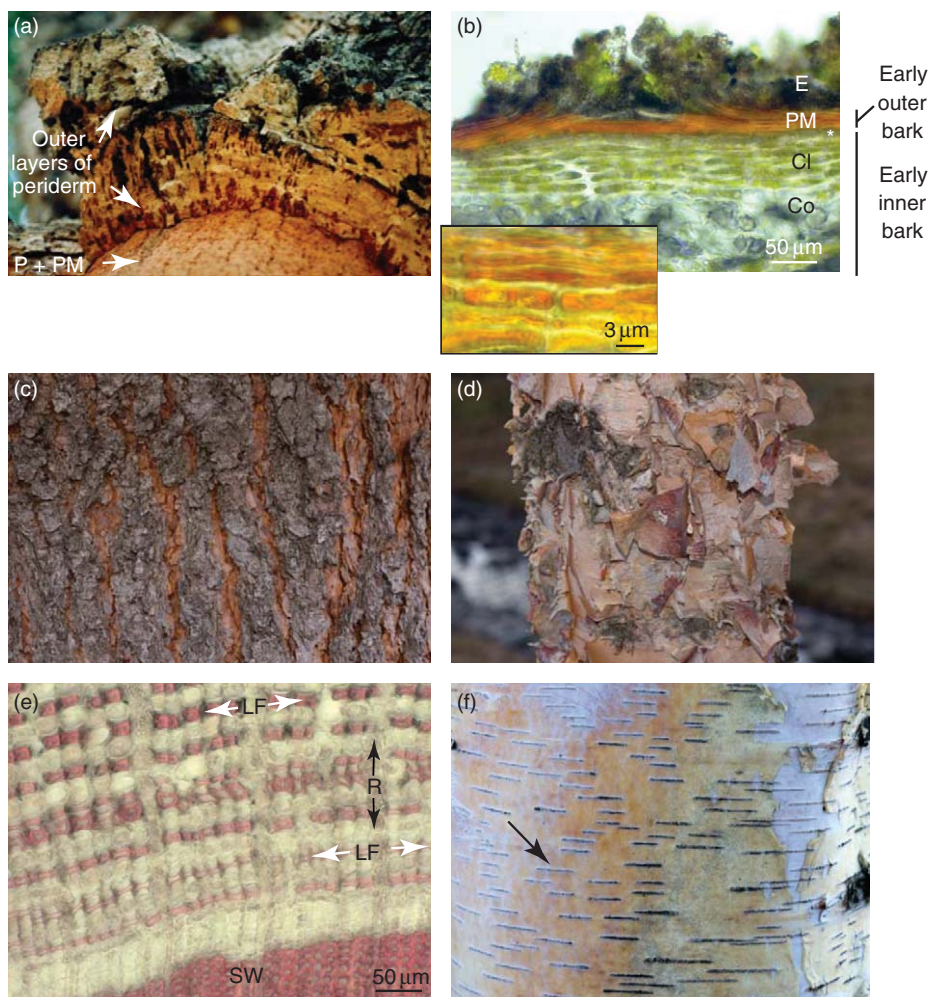 (a)
Outer
layers of
periderm
P + PM
(b)
E
PM
*
Cl
Co
50 µm
Early
outer
bark
Early
inner
bark
3 µm
(c)
(d)
(e)
LF
R
LF
SW
50 µm
(f)